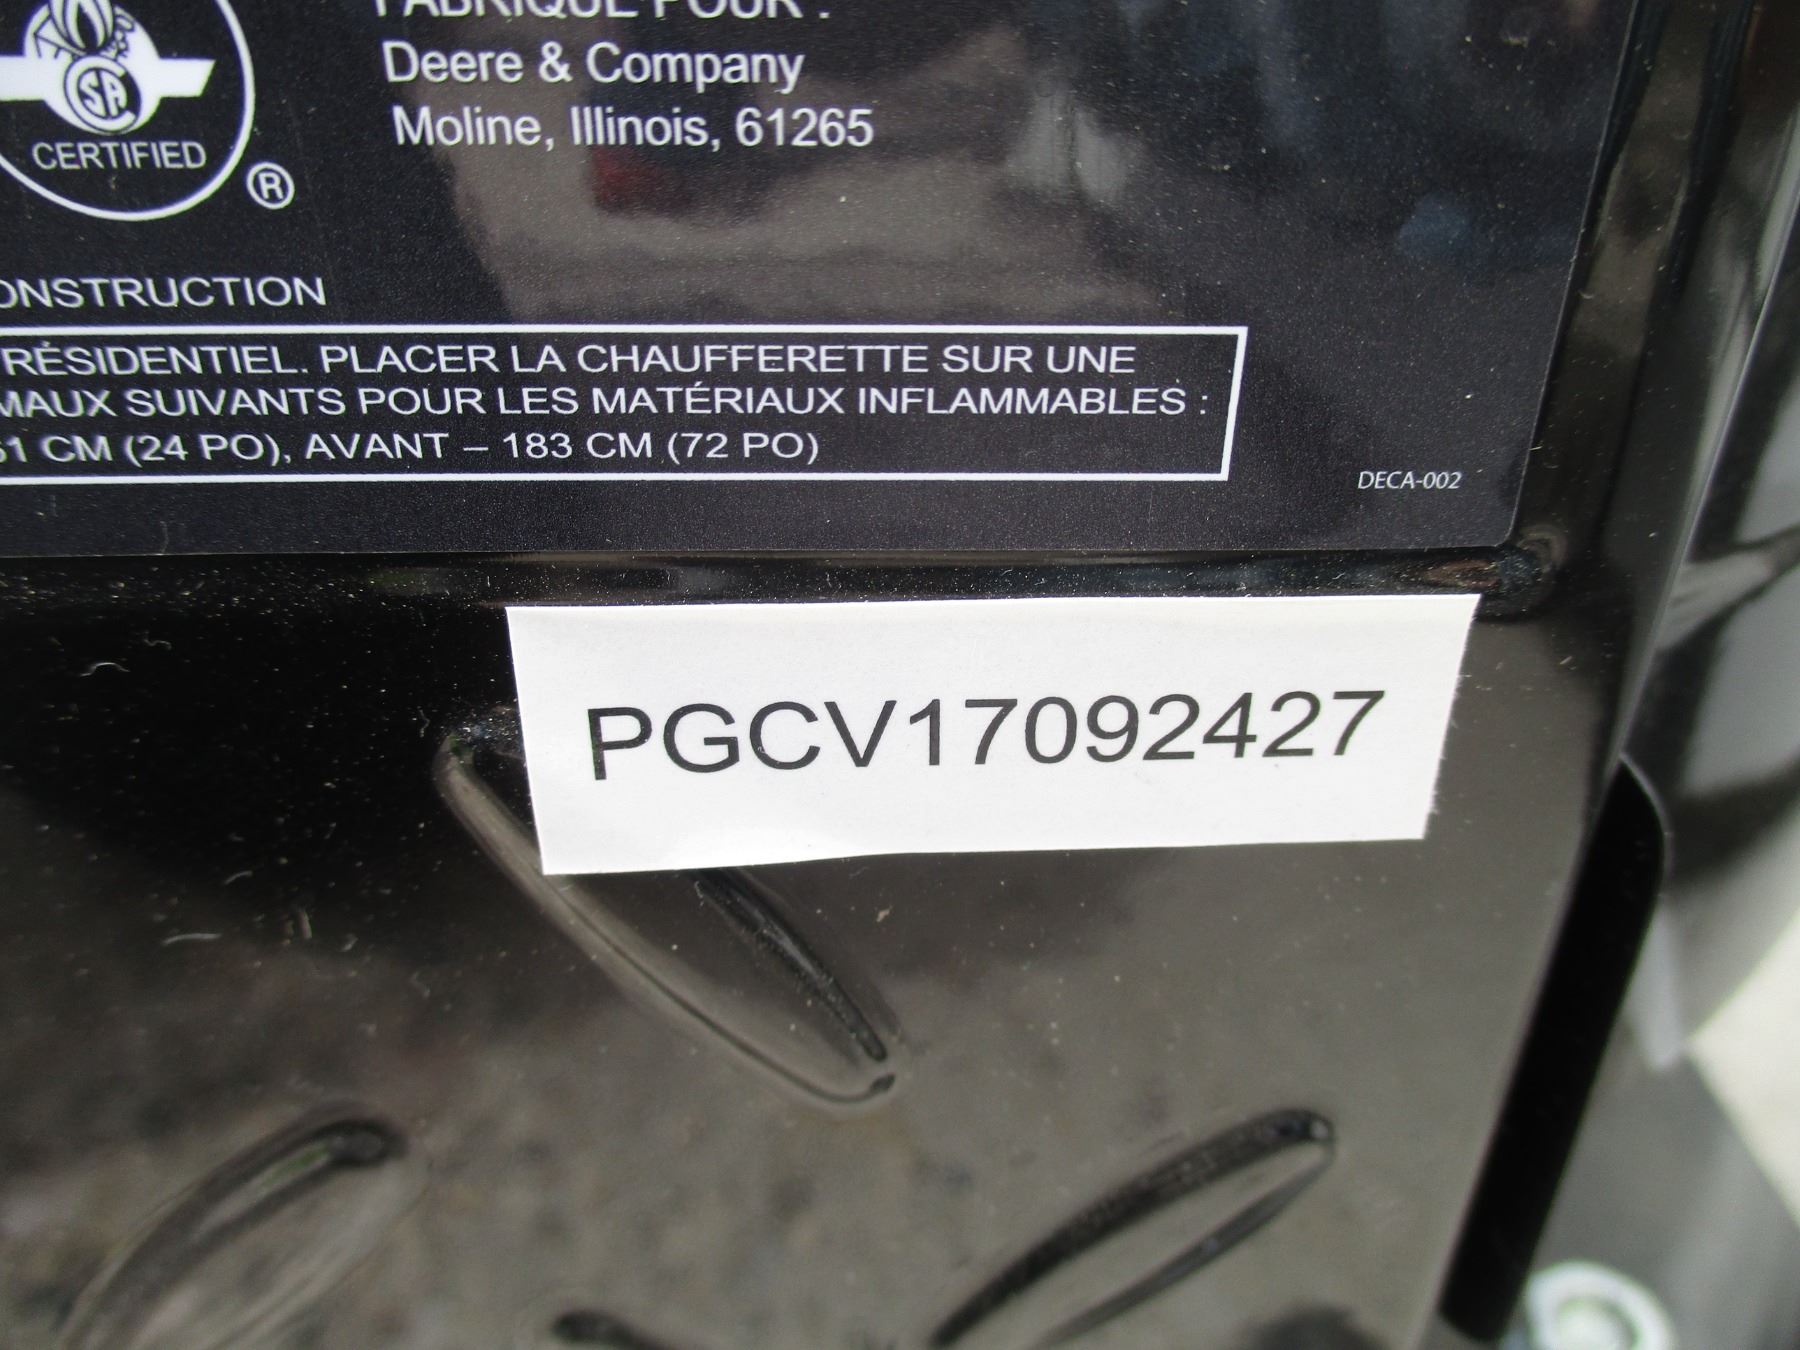 FABRIQUÉ POUR :
Deere & Company
Moline, Illinois, 61265
CSA
CERTIFIED
®
ONSTRUCTION
RÉSIDENTIEL. PLACER LA CHAUFFERETTE SUR UNE
MAUX SUIVANTS POUR LES MATÉRIAUX INFLAMMABLES :
61 CM (24 PO), AVANT – 183 CM (72 PO)
DECA-002
PGCV17092427